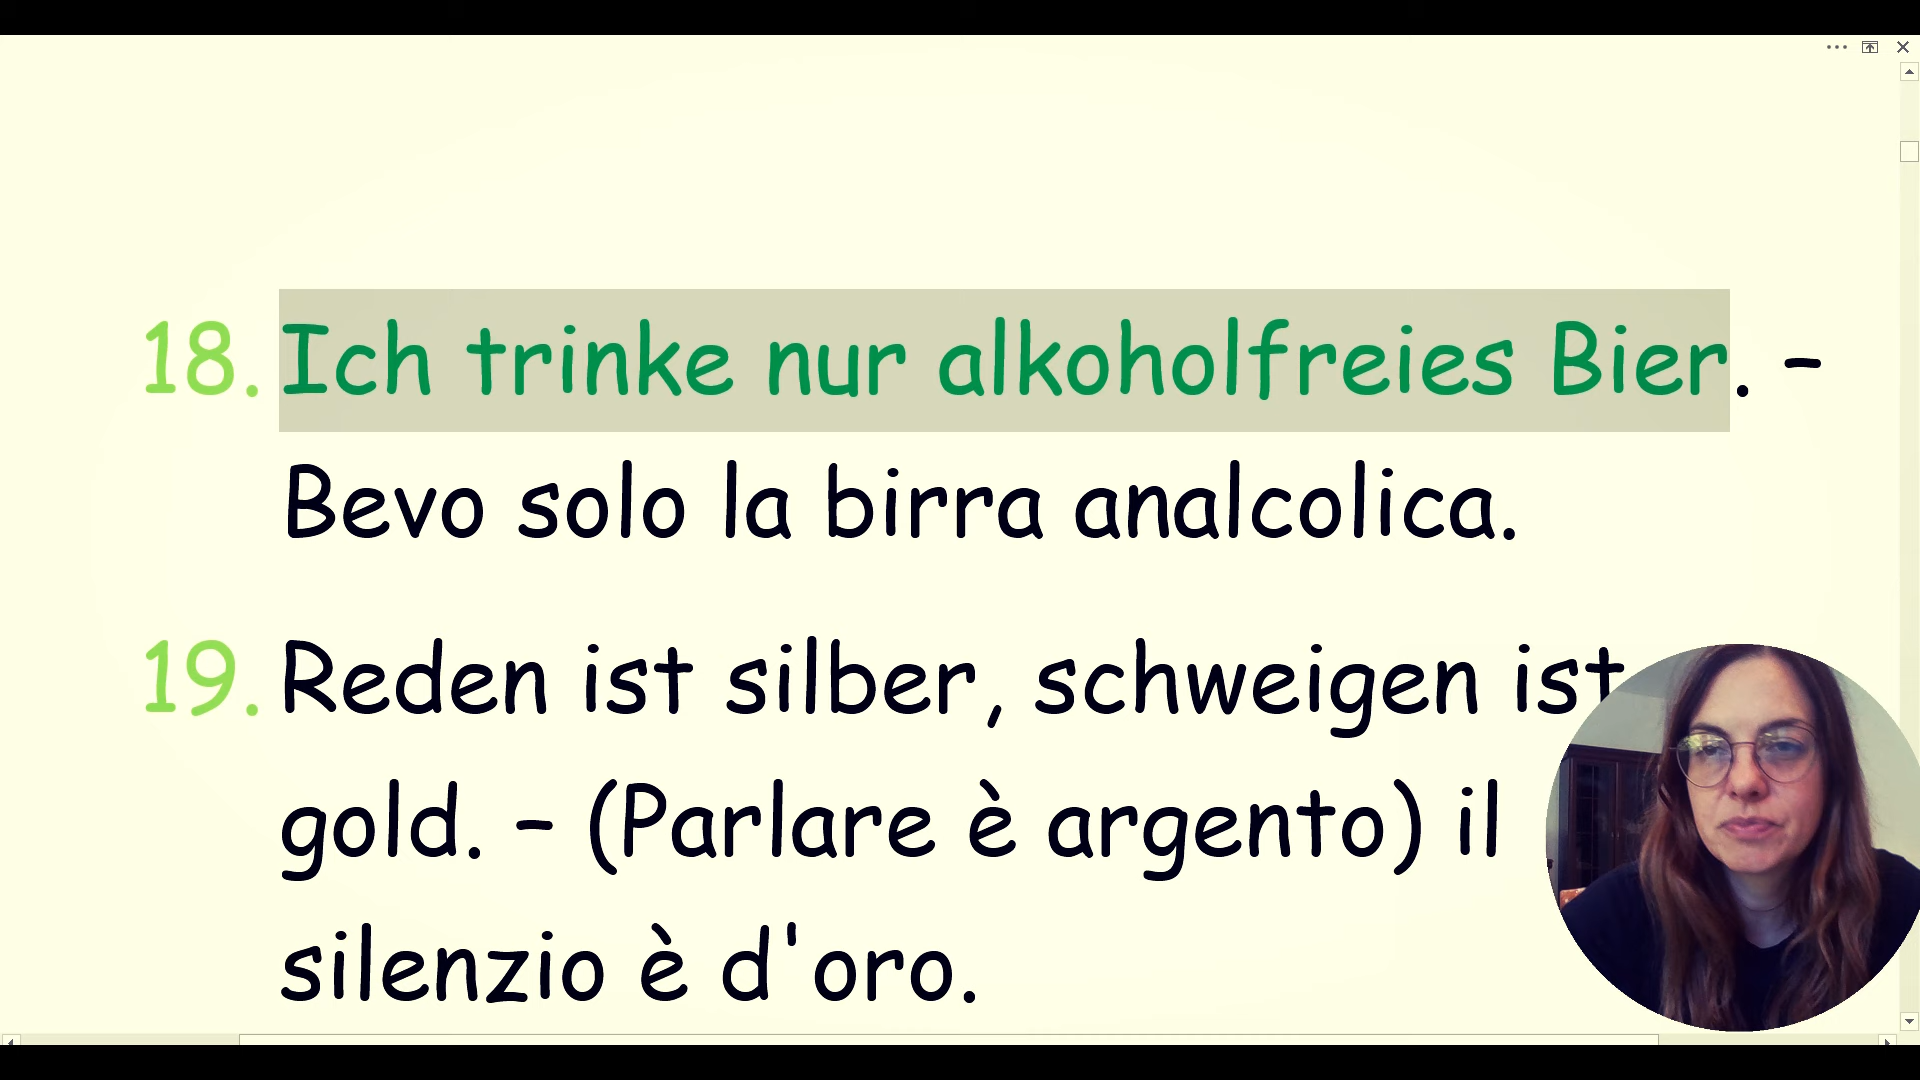 18. Ich trinke nur alkoholfreies Bier. –
Bevo solo la birra analcolica.
19. Reden ist silber, schweigen ist
gold. – (Parlare è argento) il
silenzio è d'oro.